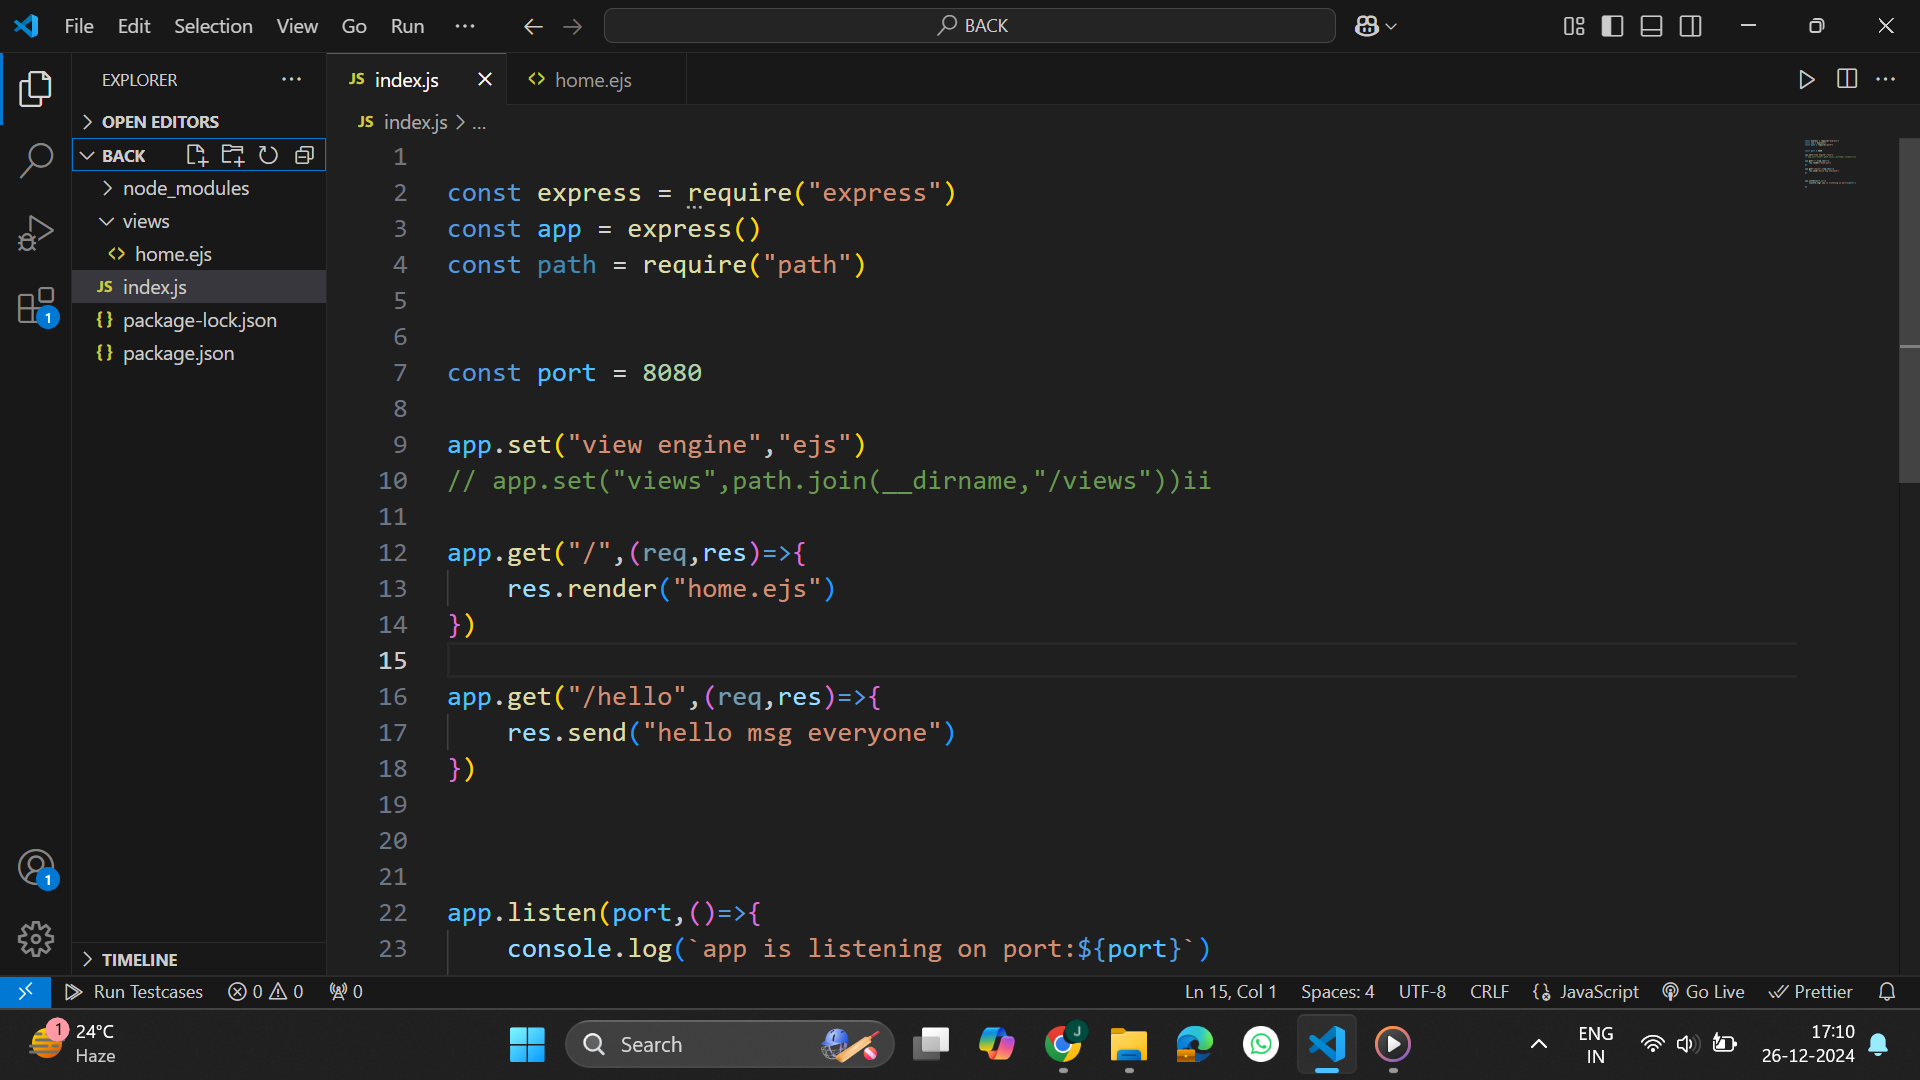 File Edit Selection View Go Run ··· BACK
EXPLORER ···
OPEN EDITORS
BACK
node_modules
views
<> home.ejs
JS index.js
{} package-lock.json
{} package.json
TIMELINE
JS index.js
<> home.ejs
JS index.js > ...
1
2 const express = require("express")
3 const app = express()
4 const path = require("path")
5
6
7 const port = 8080
8
9 app.set("view engine","ejs")
10 // app.set("views",path.join(__dirname,"/views"))ii
11
12 app.get("/",(req,res)=>{
13 res.render("home.ejs")
14 })
15
16 app.get("/hello",(req,res)=>{
17 res.send("hello msg everyone")
18 })
19
20
21
22 app.listen(port,()=>{
23 console.log(`app is listening on port:${port}`)
1
1
Run Testcases 0 0 0 Ln 15, Col 1 Spaces: 4 UTF-8 CRLF {} JavaScript Go Live Prettier
1 24°C
Haze
Search
J
ENG
IN
17:10
26-12-2024